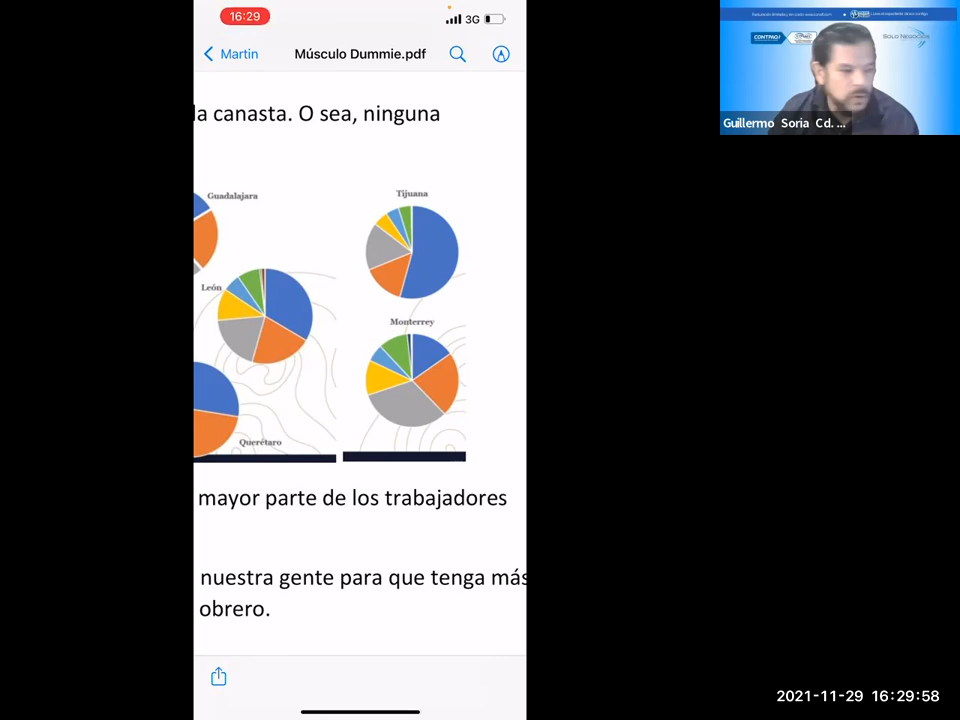 16:29
3G
Martin
Músculo Dummie.pdf
la canasta. O sea, ninguna
Guadalajara
Tijuana
León
Monterrey
Querétaro
mayor parte de los trabajadores
nuestra gente para que tenga más
obrero.
CONTPAQi
SOLO NEGOCIOS
Guillermo Soria Cd. ...
2021-11-29 16:29:58